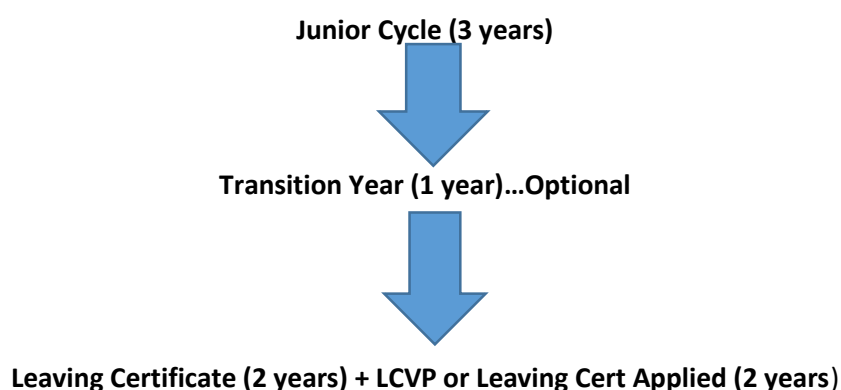 Junior Cycle (3 years)
Transition Year (1 year)...Optional
Leaving Certificate (2 years) + LCVP or Leaving Cert Applied (2 years)